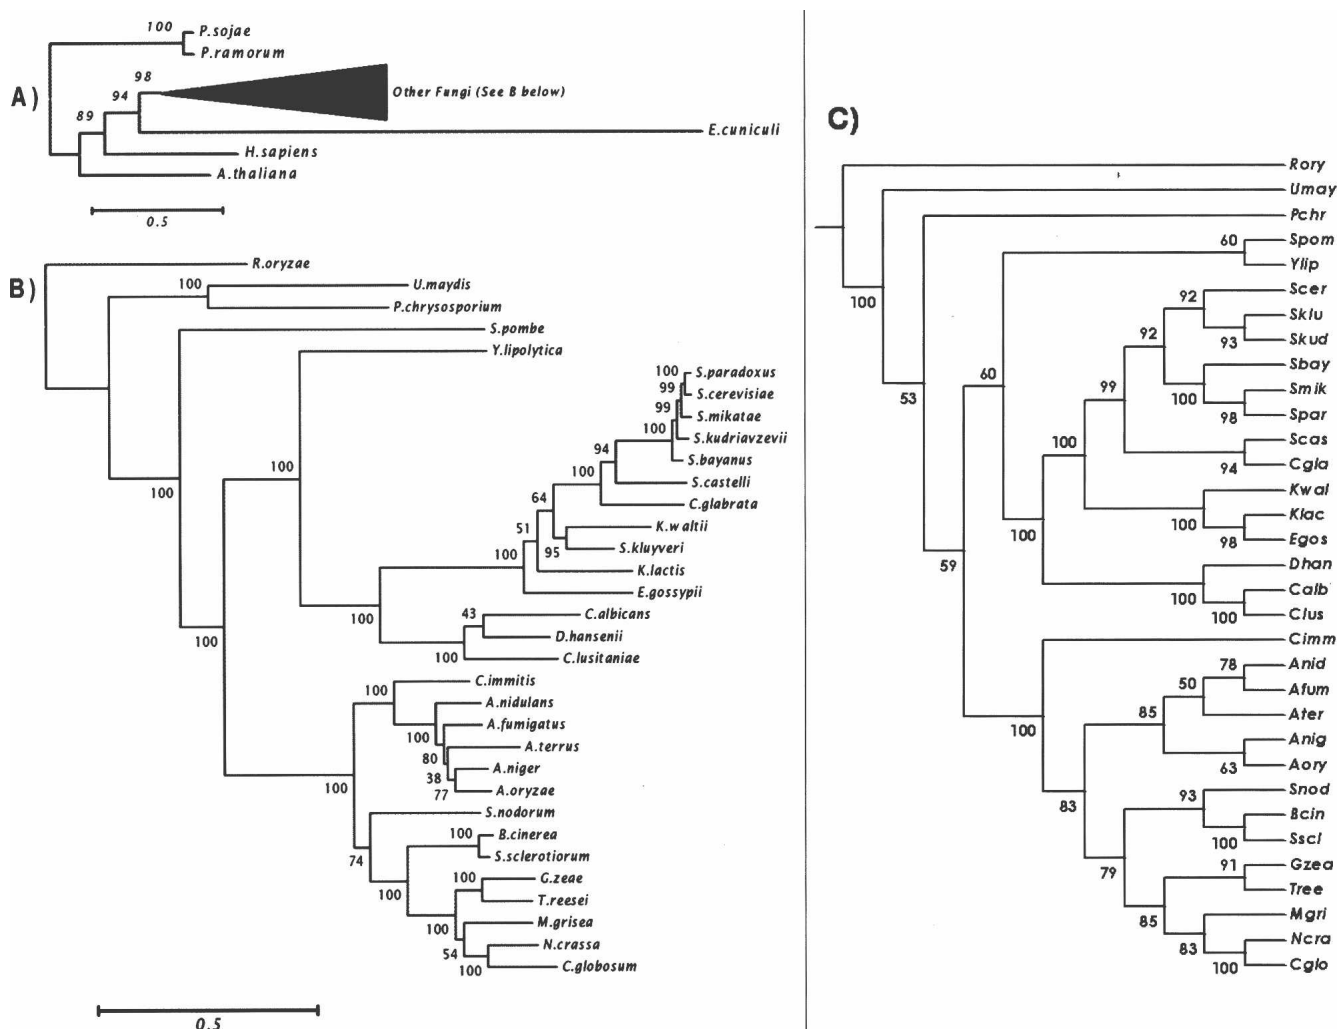 A)
100
P.sojae
P.ramorum
98
94
89
Other Fungi (See B below)
E.cuniculi
H.sapiens
A.thaliana
0.5
B)
R.oryzae
100
U.maydis
P.chrysosporium
S.pombe
Y.lipolytica
100
S.paradoxus
99
S.cerevisiae
99
S.mikatae
100
S.kudriavzevii
S.bayanus
94
S.castelli
100
C.glabrata
64
K.waltii
51
95
S.kluyveri
100
K.lactis
E.gossypii
100
100
100
43
C.albicans
D.hansenii
100
C.lusitaniae
100
100
C.immitis
100
A.nidulans
A.fumigatus
100
A.terrus
80
A.niger
38
77
A.oryzae
100
S.nodorum
74
100
B.cinerea
S.sclerotiorum
100
100
G.zeae
T.reesei
100
M.grisea
54
N.crassa
100
C.globosum
0.5
C)
Rory
Umay
100
Pchr
53
60
Spom
Ylip
60
92
Scer
Sklu
93
Skud
92
Sbay
100
Smik
98
Spar
99
Scas
94
Cgla
100
Kwal
100
Klac
98
Egos
100
Dhan
100
Calb
100
Clus
59
Cimm
100
78
Anid
Afum
50
Ater
85
Anig
63
Aory
83
93
Snod
Bcin
100
Sscl
79
91
Gzea
Tree
85
Mgri
83
Ncra
100
Cglo